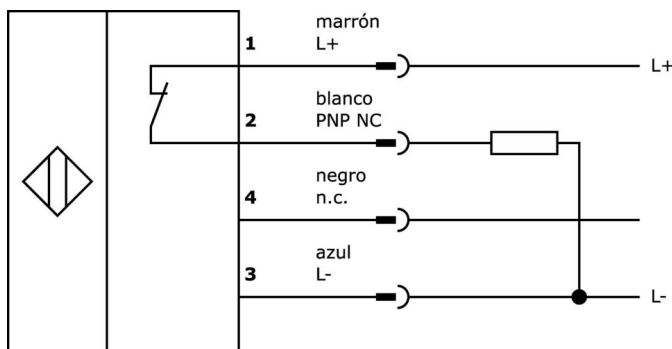 marrón
1
L+
L+
blanco
2
PNP NC
negro
4
n.c.
azul
3
L-
L-